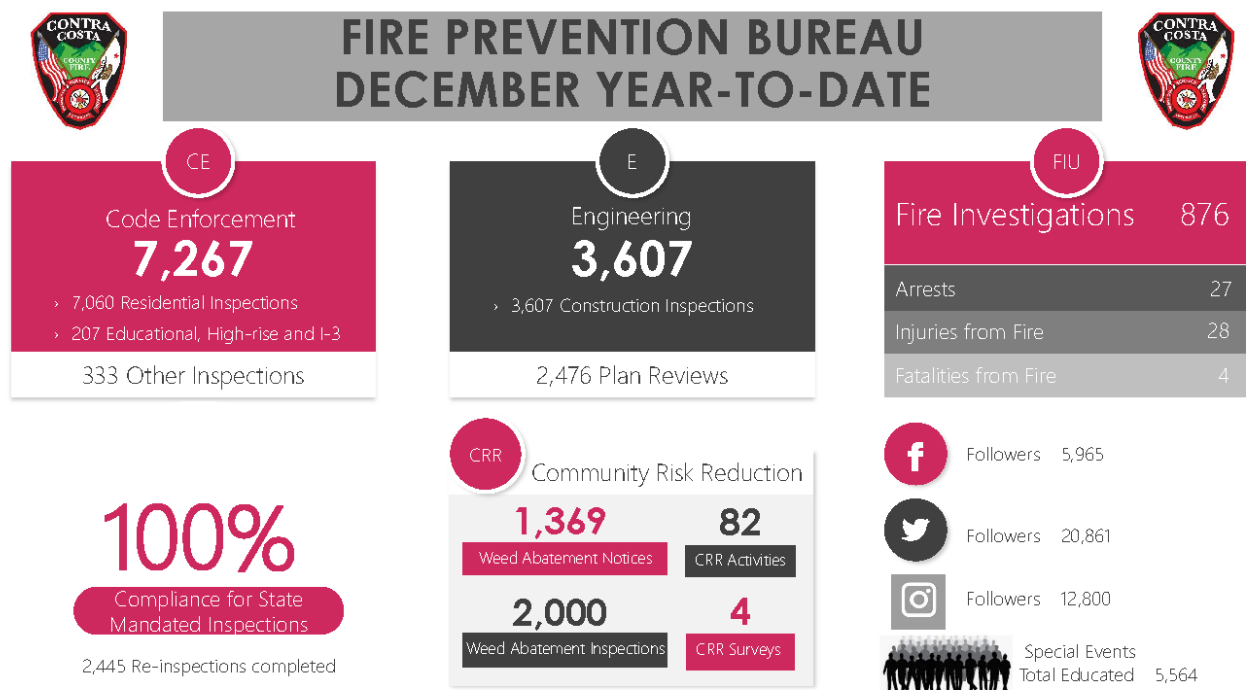 CONTRA
COSTA
COUNTY
FIRE
FIRE PREVENTION BUREAU
DECEMBER YEAR-TO-DATE
CONTRA
COSTA
COUNTY
FIRE
CE
Code Enforcement
7,267
› 7,060 Residential Inspections
› 207 Educational, High-rise and I-3
333 Other Inspections
E
Engineering
3,607
› 3,607 Construction Inspections
2,476 Plan Reviews
FIU
Fire Investigations 876
Arrests 27
Injuries from Fire 28
Fatalities from Fire 4
100%
Compliance for State
Mandated Inspections
2,445 Re-inspections completed
CRR
Community Risk Reduction
1,369
Weed Abatement Notices
82
CRR Activities
2,000
Weed Abatement Inspections
4
CRR Surveys
f
Followers 5,965
Followers 20,861
Followers 12,800
Special Events
Total Educated 5,564